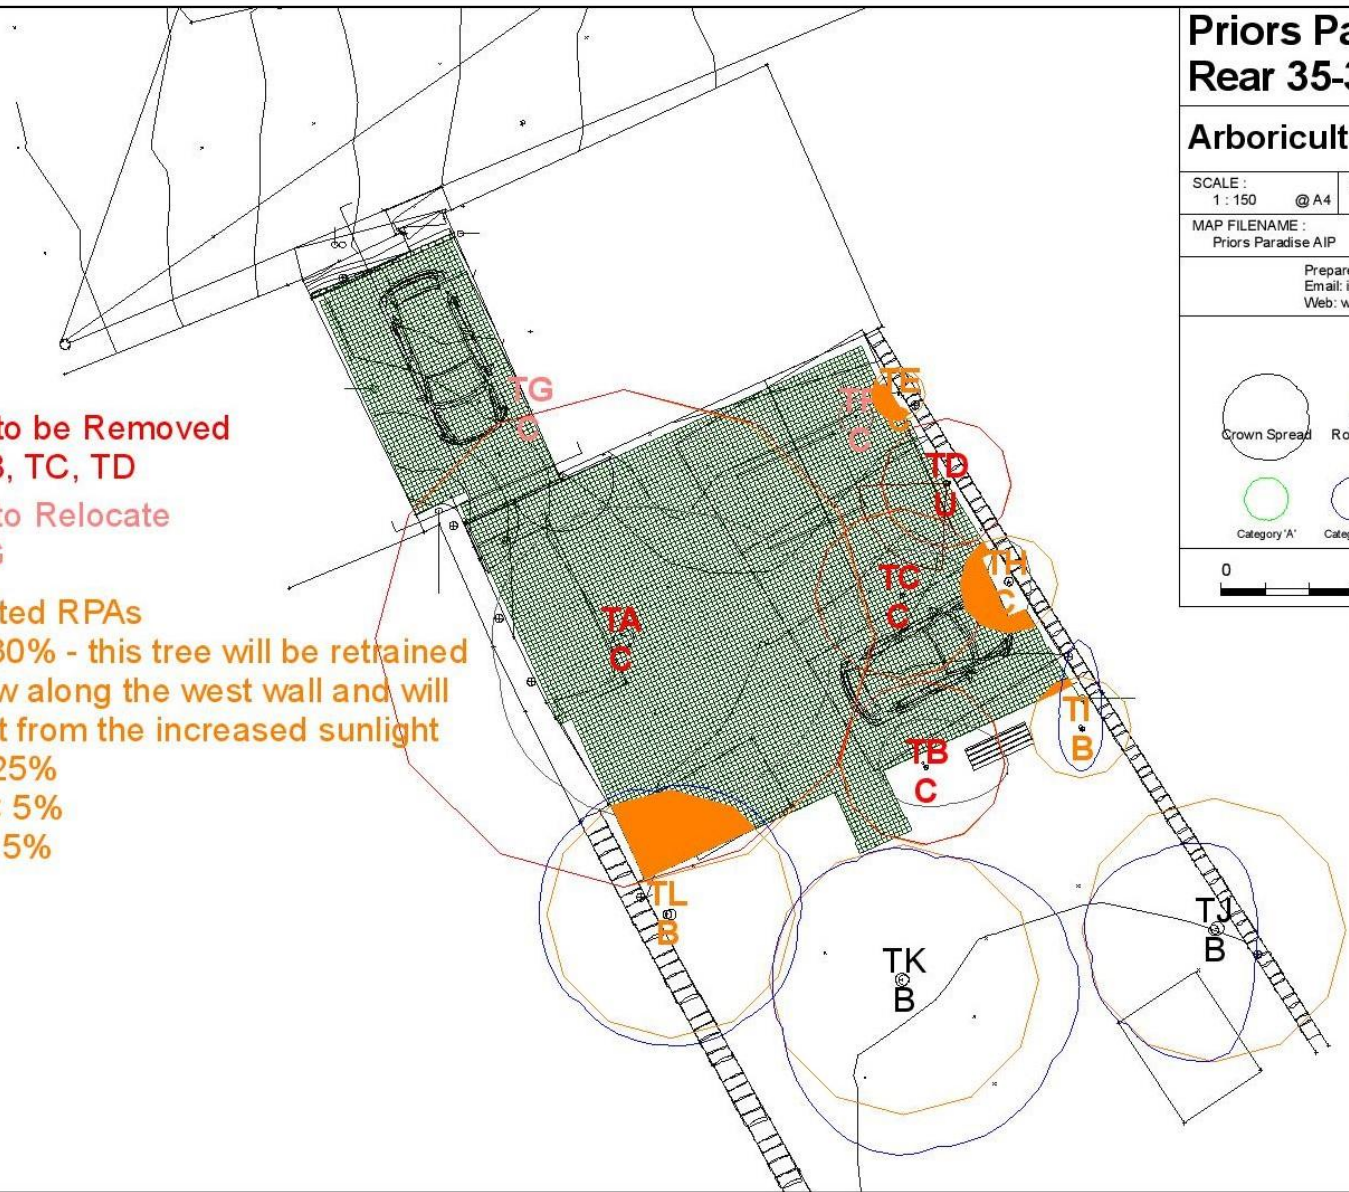 Priors Pa
Rear 35-
Arboricult
SCALE :
1 : 150 @ A4
MAP FILENAME :
Priors Paradise AIP
Prepare
Email: i
Web: w
Crown Spread Ro
Category 'A' Categ
0
to be Removed
, TC, TD
to Relocate
ted RPAs
30% - this tree will be retrained
w along the west wall and will
t from the increased sunlight
25%
5%
5%
TG
C
TE
C
C
TD
U
TH
C
TC
C
TA
C
TI
B
TB
C
TL
B
TK
B
TJ
B